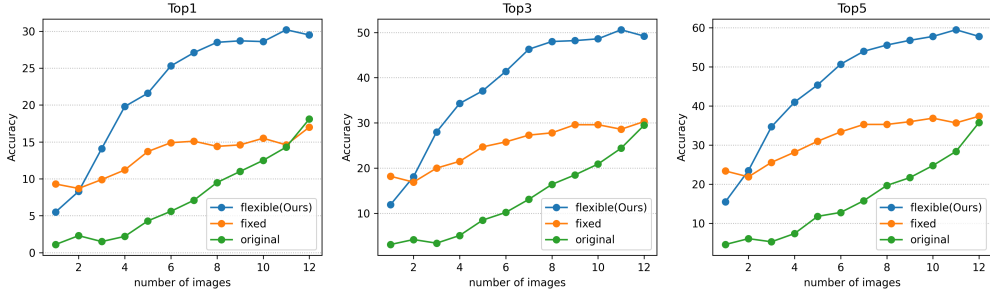 Top1
Accuracy
30
25
20
15
10
5
0
2 4 6 8 10 12
number of images
flexible(Ours)
fixed
original
Top3
Accuracy
50
40
30
20
10
2 4 6 8 10 12
number of images
flexible(Ours)
fixed
original
Top5
Accuracy
60
50
40
30
20
10
0
2 4 6 8 10 12
number of images
flexible(Ours)
fixed
original